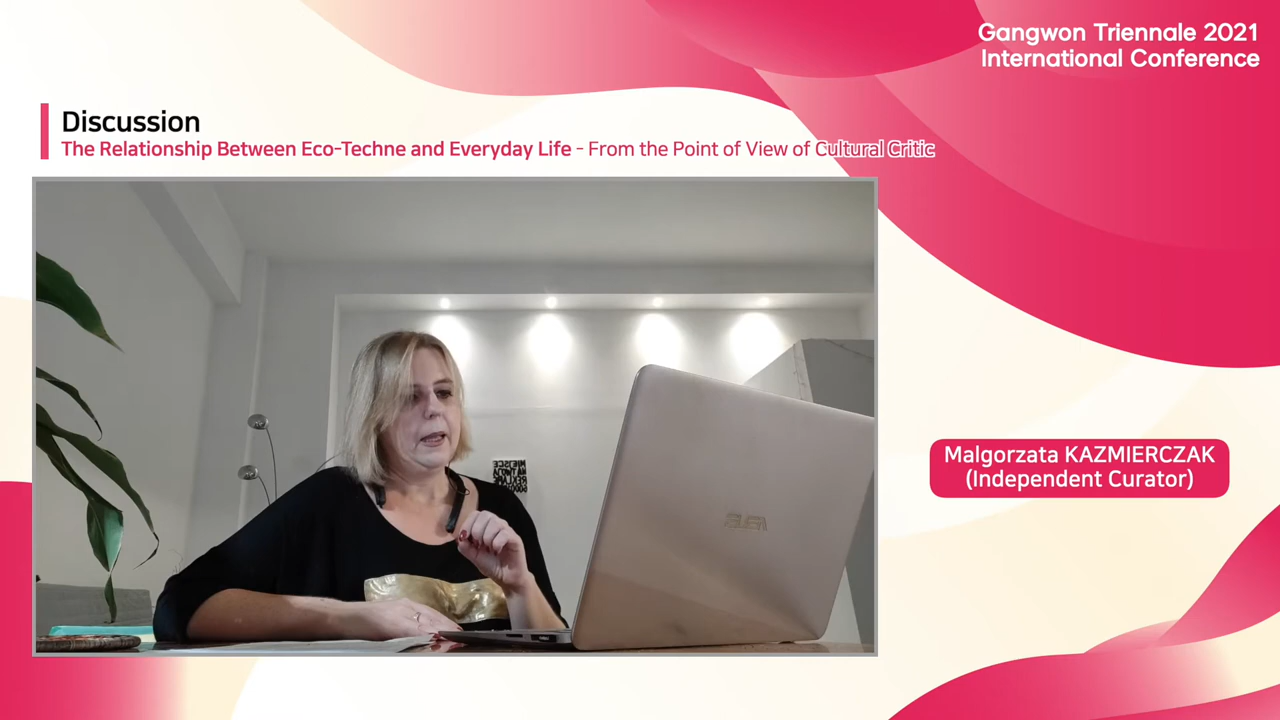 Gangwon Triennale 2021
International Conference
Discussion
The Relationship Between Eco-Techne and Everyday Life - From the Point of View of Cultural Critic
Malgorzata KAZMIERCZAK
(Independent Curator)